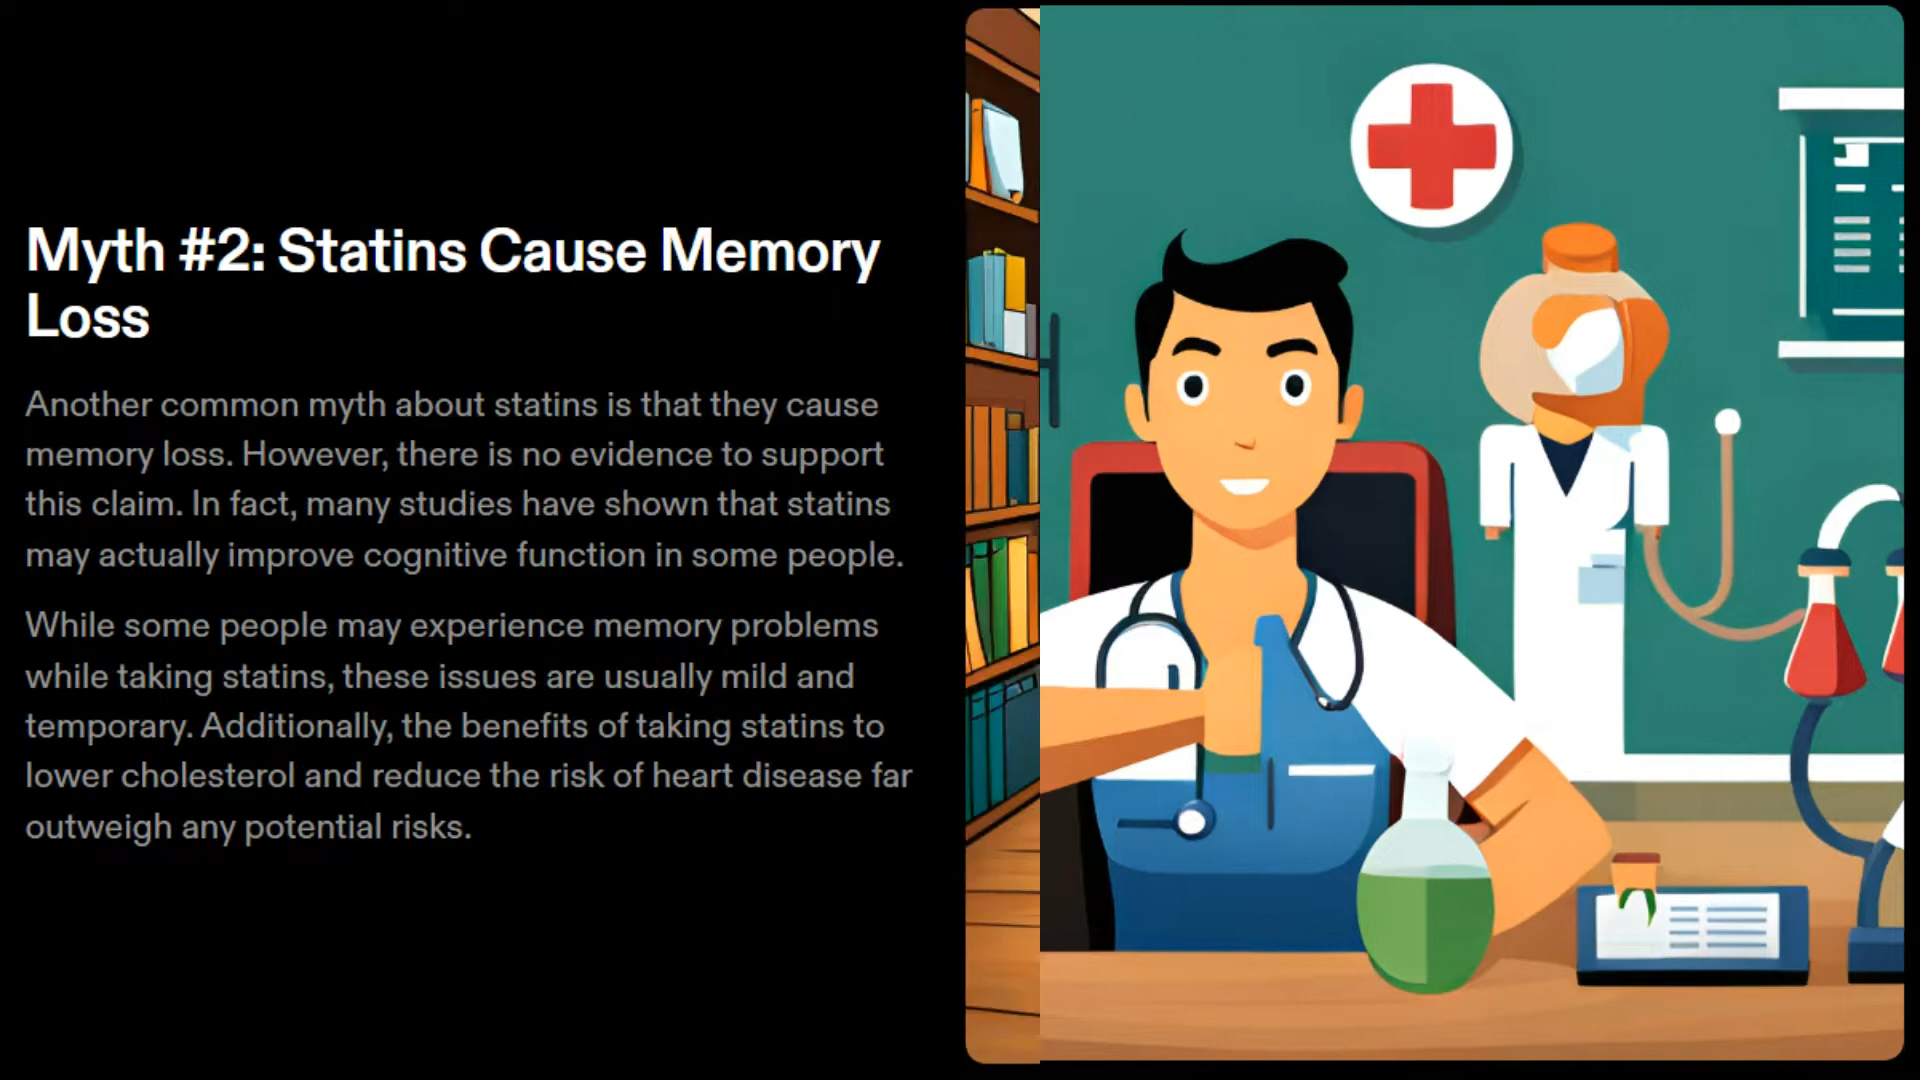 Myth #2: Statins Cause Memory
Loss
Another common myth about statins is that they cause
memory loss. However, there is no evidence to support
this claim. In fact, many studies have shown that statins
may actually improve cognitive function in some people.
While some people may experience memory problems
while taking statins, these issues are usually mild and
temporary. Additionally, the benefits of taking statins to
lower cholesterol and reduce the risk of heart disease far
outweigh any potential risks.